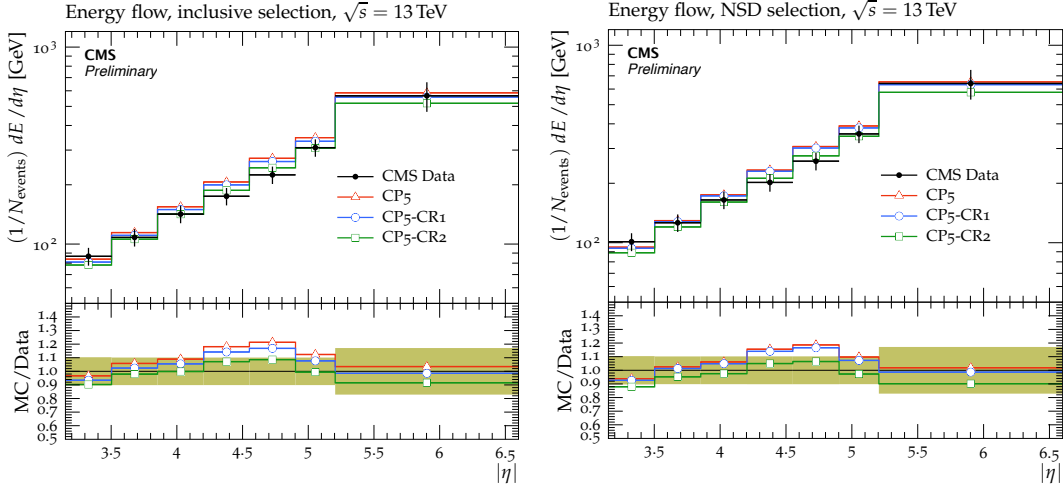 Energy flow, inclusive selection, √s = 13 TeV
(1/N_events) dE/dη [GeV]
10³
10²
CMS
Preliminary
CMS Data
CP5
CP5-CR1
CP5-CR2
MC/Data
1.4
1.3
1.2
1.1
1.0
0.9
0.8
0.7
0.6
0.5
3.5 4 4.5 5 5.5 6 6.5
|η|
Energy flow, NSD selection, √s = 13 TeV
(1/N_events) dE/dη [GeV]
10³
10²
CMS
Preliminary
CMS Data
CP5
CP5-CR1
CP5-CR2
MC/Data
1.4
1.3
1.2
1.1
1.0
0.9
0.8
0.7
0.6
0.5
3.5 4 4.5 5 5.5 6 6.5
|η|